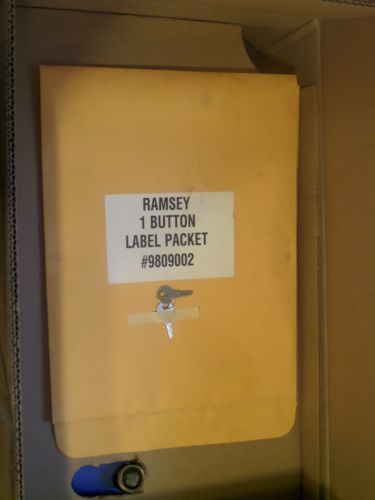 RAMSEY
1 BUTTON
LABEL PACKET
#9809002